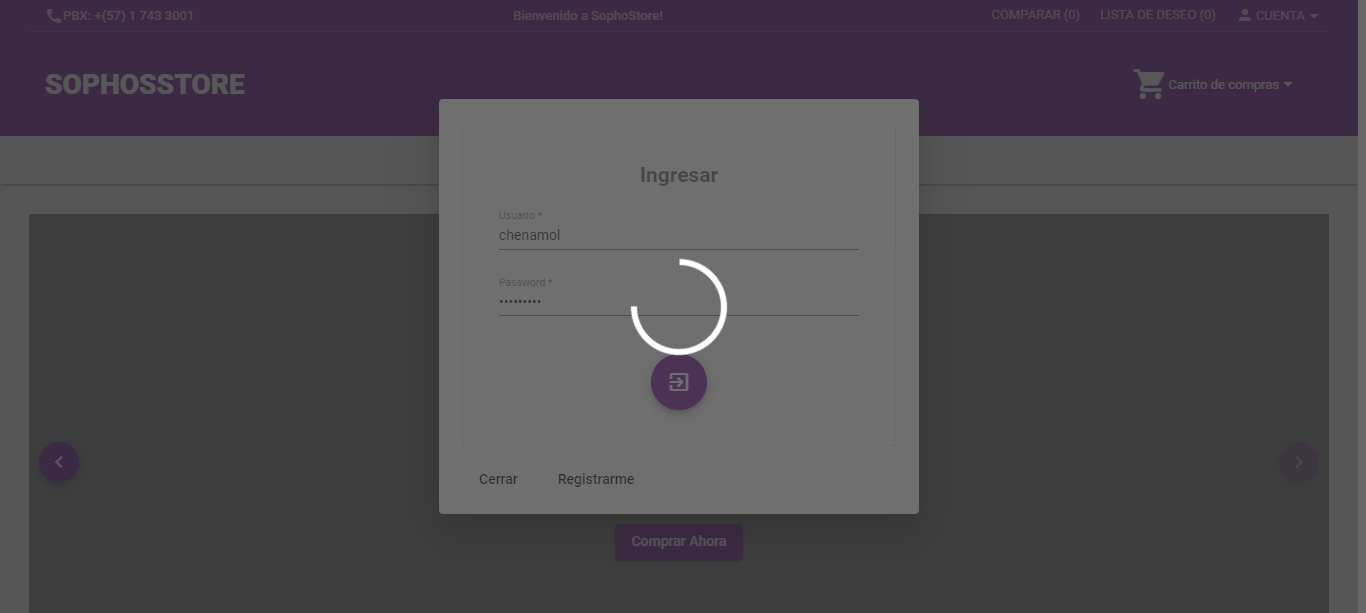 PBX: +(57) 1 743 3001
Bienvenido a SophoStore!
COMPARAR (0)
LISTA DE DESEO (0)
CUENTA
SOPHOSSTORE
Carrito de compras
Ingresar
Usuario *
chenamol
Password *
•••••••••
Cerrar
Registrarme
Comprar Ahora